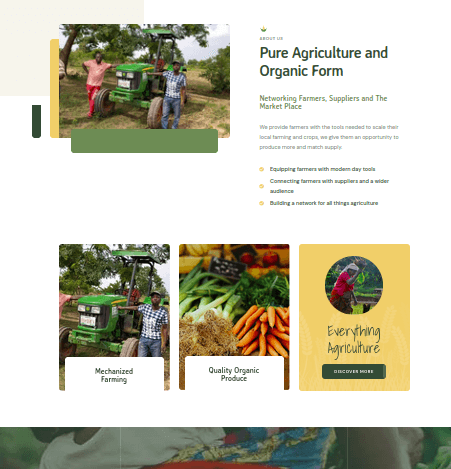 ABOUT US
Pure Agriculture and
Organic Form
Networking Farmers, Suppliers and The
Market Place
We provide farmers with the tools needed to scale their
local farming and crops, we give them an opportunity to
produce more and match supply.
Equipping farmers with modern day tools
Connecting farmers with suppliers and a wider
audience
Building a network for all things agriculture
Mechanized
Farming
Quality Organic
Produce
Everything
Agriculture
DISCOVER MORE